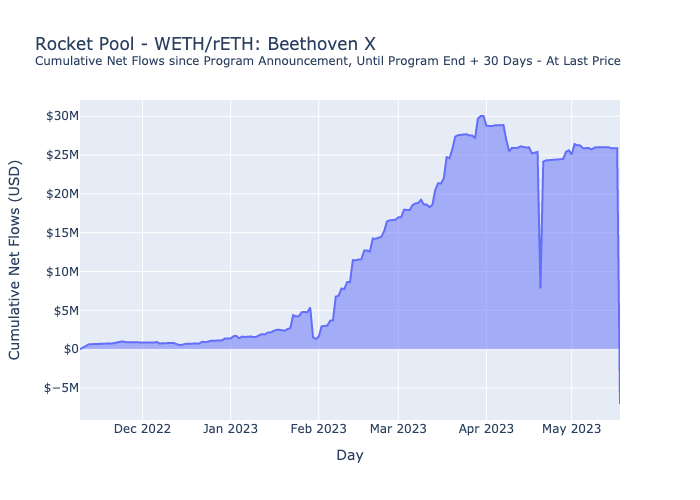 Rocket Pool - WETH/rETH: Beethoven X
Cumulative Net Flows since Program Announcement, Until Program End + 30 Days - At Last Price
$30M
$25M
$20M
$15M
$10M
$5M
$0
$−5M
Cumulative Net Flows (USD)
Dec 2022 Jan 2023 Feb 2023 Mar 2023 Apr 2023 May 2023
Day